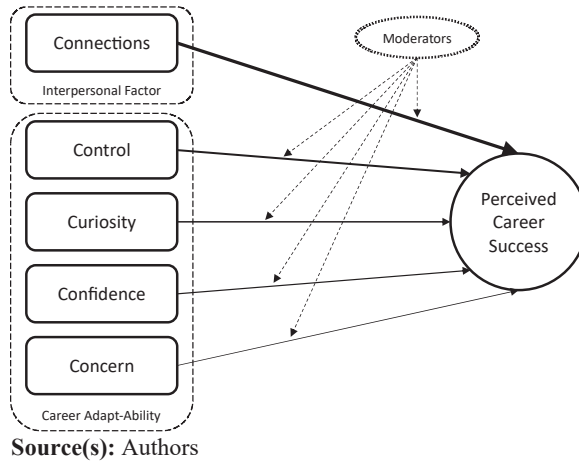 Connections
Interpersonal Factor
Moderators
Control
Curiosity
Confidence
Concern
Career Adapt-Ability
Perceived
Career
Success
Source(s): Authors